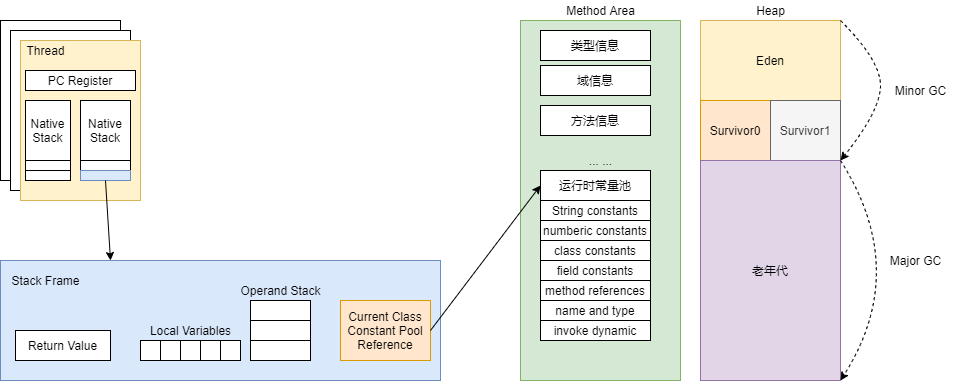 Thread
PC Register
Native
Stack
Native
Stack
Stack Frame
Return Value
Local Variables
Operand Stack
Current Class
Constant Pool
Reference
Method Area
类型信息
域信息
方法信息
... ...
运行时常量池
String constants
numberic constants
class constants
field constants
method references
name and type
invoke dynamic
Heap
Eden
Survivor0
Survivor1
老年代
Minor GC
Major GC